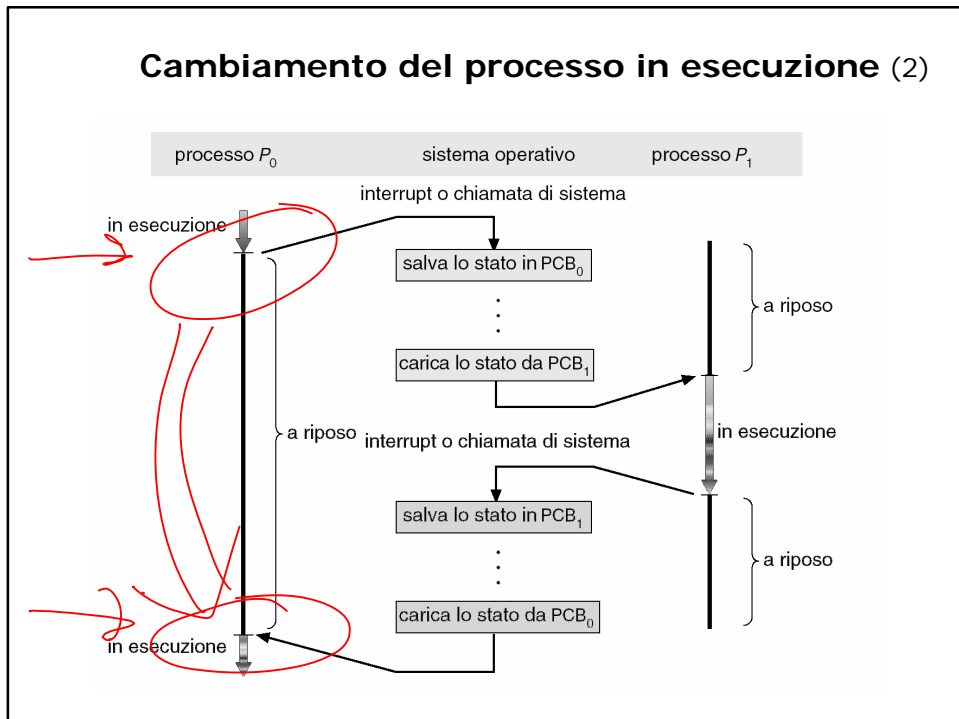 Cambiamento del processo in esecuzione (2)
processo P₀
sistema operativo
processo P₁
interrupt o chiamata di sistema
in esecuzione
salva lo stato in PCB₀
a riposo
carica lo stato da PCB₁
a riposo
interrupt o chiamata di sistema
in esecuzione
salva lo stato in PCB₁
a riposo
carica lo stato da PCB₀
in esecuzione